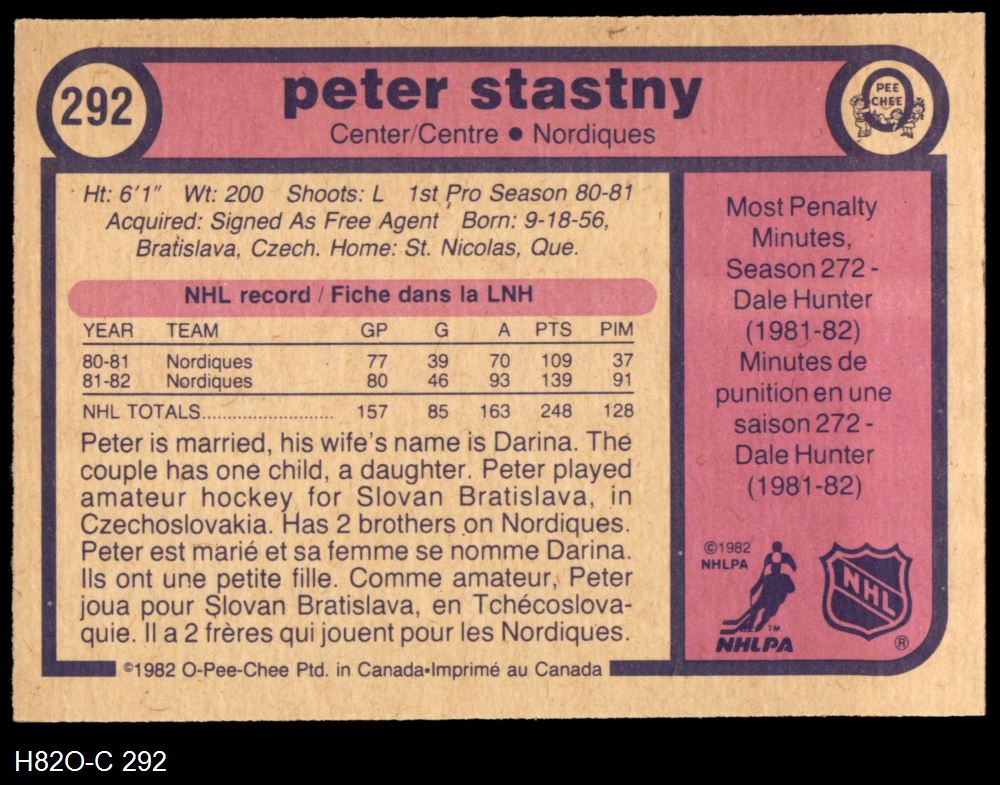 292
peter stastny
Center/Centre ● Nordiques
O
PEE
CHEE
Ht: 6'1" Wt: 200 Shoots: L 1st Pro Season 80-81
Acquired: Signed As Free Agent Born: 9-18-56,
Bratislava, Czech. Home: St. Nicolas, Que.
NHL record / Fiche dans la LNH
YEAR TEAM GP G A PTS PIM
80-81 Nordiques 77 39 70 109 37
81-82 Nordiques 80 46 93 139 91
NHL TOTALS.......................... 157 85 163 248 128
Peter is married, his wife's name is Darina. The
couple has one child, a daughter. Peter played
amateur hockey for Slovan Bratislava, in
Czechoslovakia. Has 2 brothers on Nordiques.
Peter est marié et sa femme se nomme Darina.
Ils ont une petite fille. Comme amateur, Peter
joua pour Slovan Bratislava, en Tchécoslova-
quie. Il a 2 frères qui jouent pour les Nordiques.
©1982 O-Pee-Chee Ptd. in Canada•Imprimé au Canada
Most Penalty
Minutes,
Season 272 -
Dale Hunter
(1981-82)
Minutes de
punition en une
saison 272 -
Dale Hunter
(1981-82)
©1982
NHLPA
TM
NHLPA
NHL
®
H82O-C 292